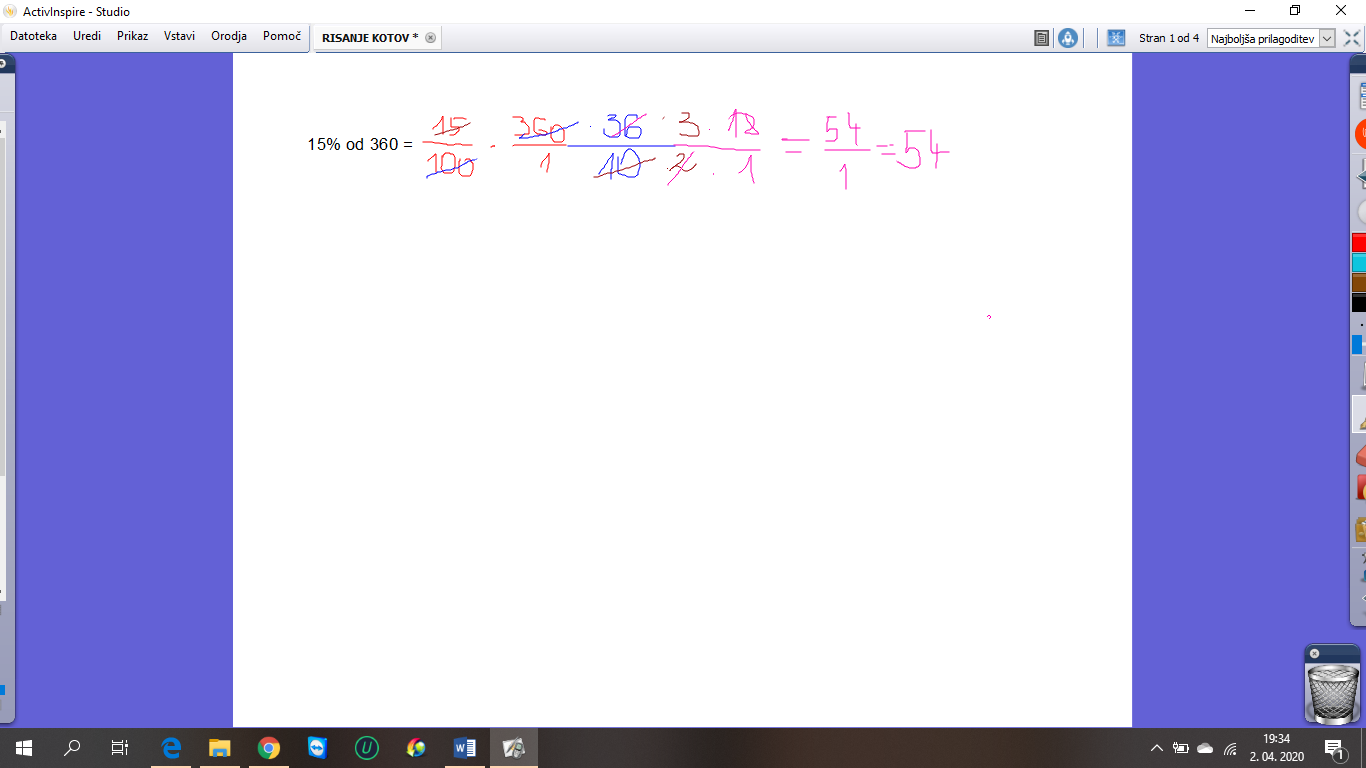 ActivInspire - Studio
Datoteka Uredi Prikaz Vstavi Orodja Pomoč RISANJE KOTOV * Stran 1 od 4 Najboljša prilagoditev
15 360 · 36 · 3 · 18 54
15% od 360 = — · — = — = 54
100 1 10 · 2 · 1 1
19:34
2. 04. 2020
1